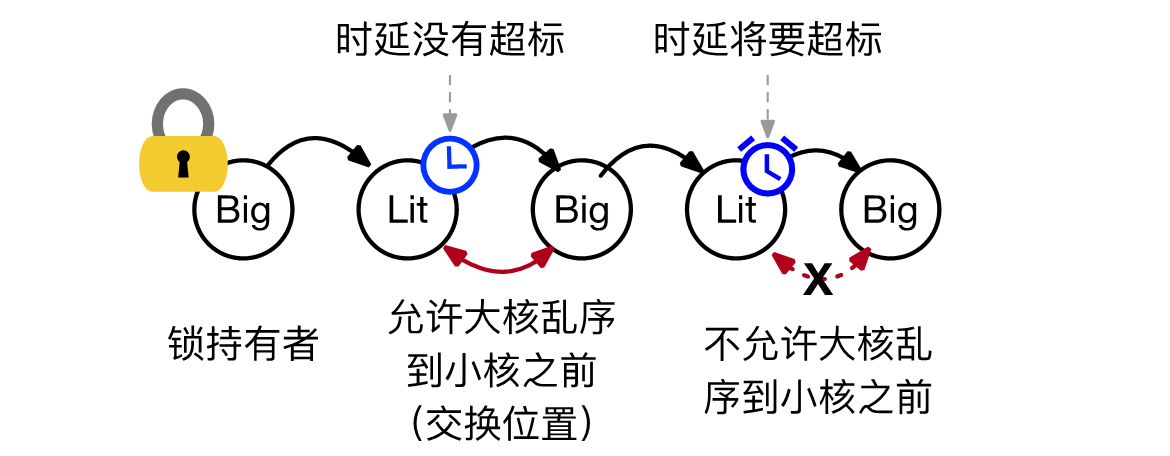 时延没有超标
时延将要超标
Big
Lit
Big
Lit
Big
X
锁持有者
允许大核乱序
到小核之前
（交换位置）
不允许大核乱
序到小核之前